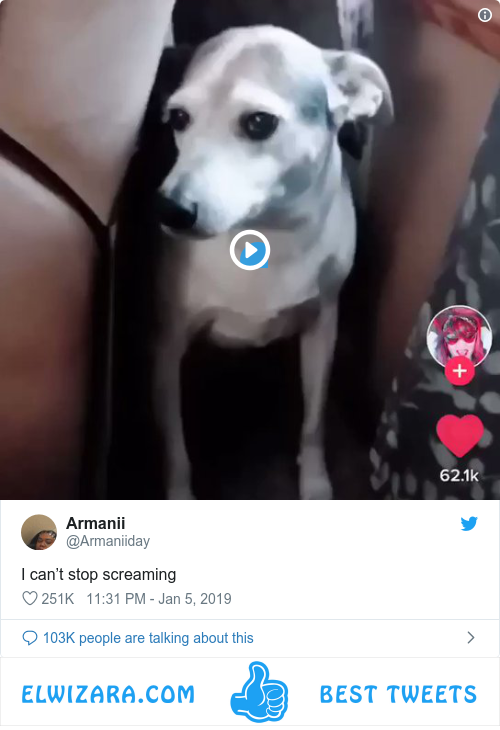 62.1k
Armanii
@Armaniiday
I can’t stop screaming
251K 11:31 PM - Jan 5, 2019
103K people are talking about this
ELWIZARA.COM BEST TWEETS